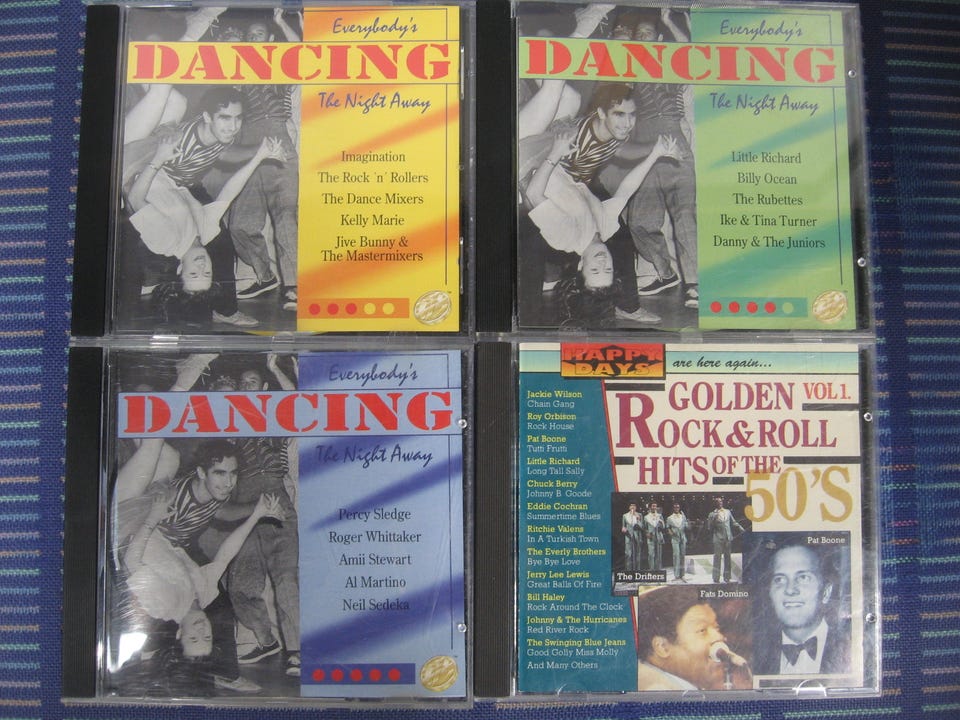 Everybody's
DANCING
The Night Away
Imagination
The Rock 'n' Rollers
The Dance Mixers
Kelly Marie
Jive Bunny &
The Mastermixers
Everybody's
DANCING
The Night Away
Little Richard
Billy Ocean
The Rubettes
Ike & Tina Turner
Danny & The Juniors
Everybody's
DANCING
The Night Away
Percy Sledge
Roger Whittaker
Amii Stewart
Al Martino
Neil Sedeka
HAPPY
DAYS
are here again...
GOLDEN VOL 1.
ROCK & ROLL
HITS OF THE
50'S
Jackie Wilson
Chain Gang
Roy Orbison
Rock House
Pat Boone
Tutti Frutti
Little Richard
Long Tall Sally
Chuck Berry
Johnny B. Goode
Eddie Cochran
Summertime Blues
Ritchie Valens
In A Turkish Town
The Everly Brothers
Bye Bye Love
Jerry Lee Lewis
Great Balls Of Fire
Bill Haley
Rock Around The Clock
Johnny & The Hurricanes
Red River Rock
The Swinging Blue Jeans
Good Golly Miss Molly
And Many Others
The Drifters
Fats Domino
Pat Boone